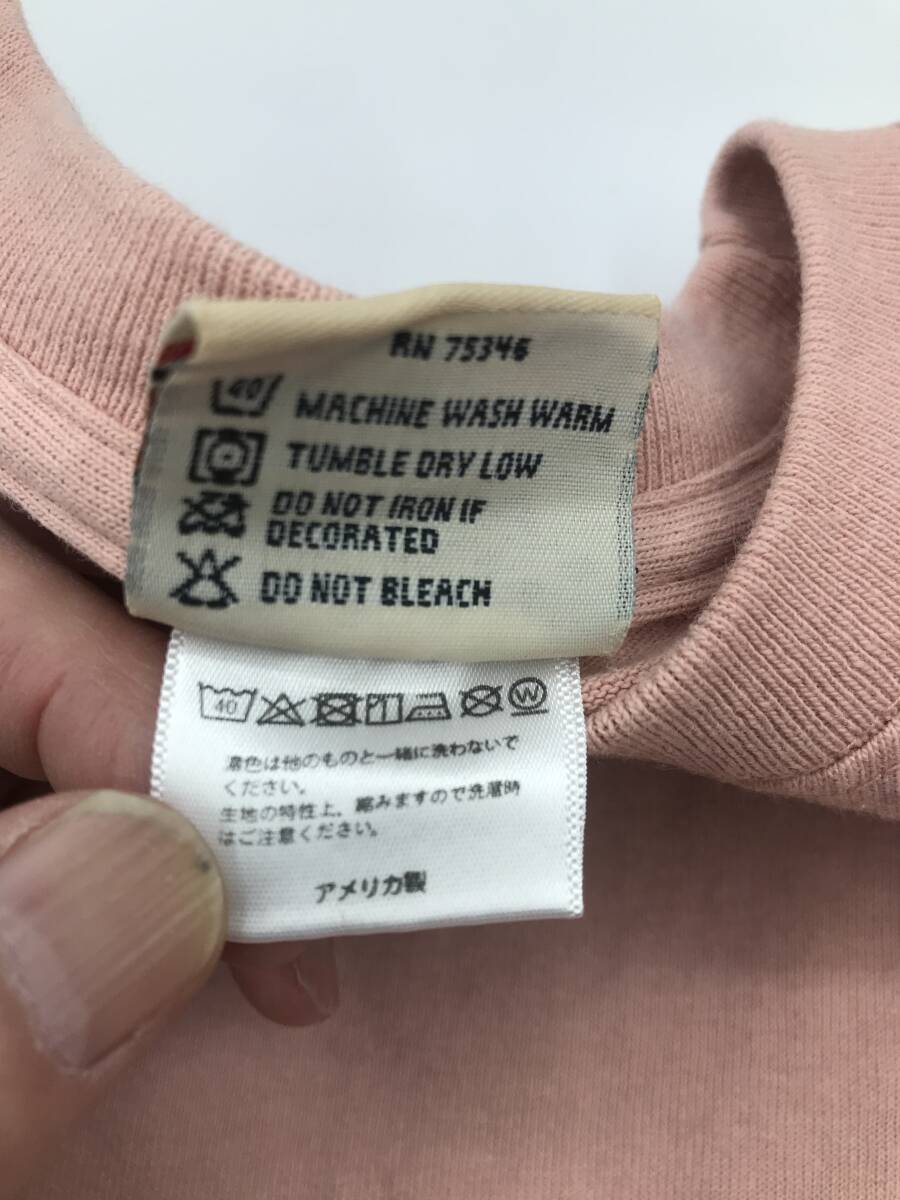 RN 75346
40 MACHINE WASH WARM
TUMBLE DRY LOW
DO NOT IRON IF
DECORATED
DO NOT BLEACH
40 W
濃色は他のものと一緒に洗わないで
ください。
生地の特性上、縮みますので洗濯時
はご注意ください。
アメリカ製